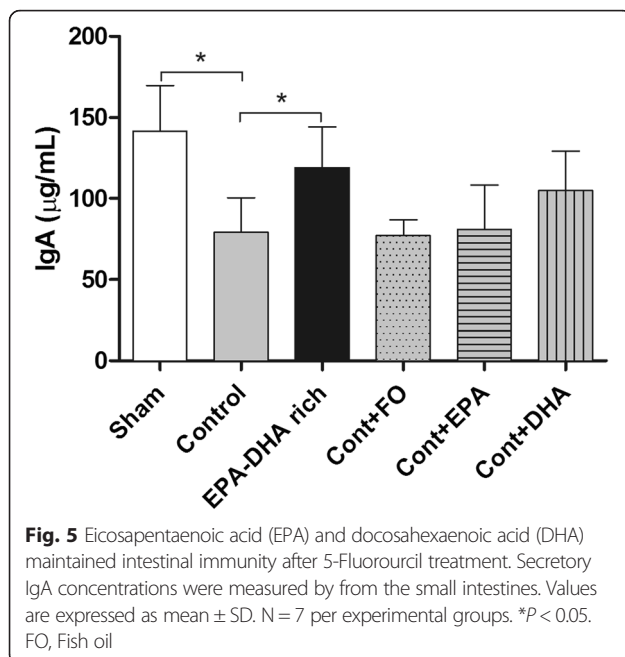 200
*
*
150
100
50
0
IgA (μg/mL)
Sham
Control
EPA-DHA rich
Cont+FO
Cont+EPA
Cont+DHA
Fig. 5 Eicosapentaenoic acid (EPA) and docosahexaenoic acid (DHA)
maintained intestinal immunity after 5-Fluorourcil treatment. Secretory
IgA concentrations were measured by from the small intestines. Values
are expressed as mean ± SD. N = 7 per experimental groups. *P < 0.05.
FO, Fish oil